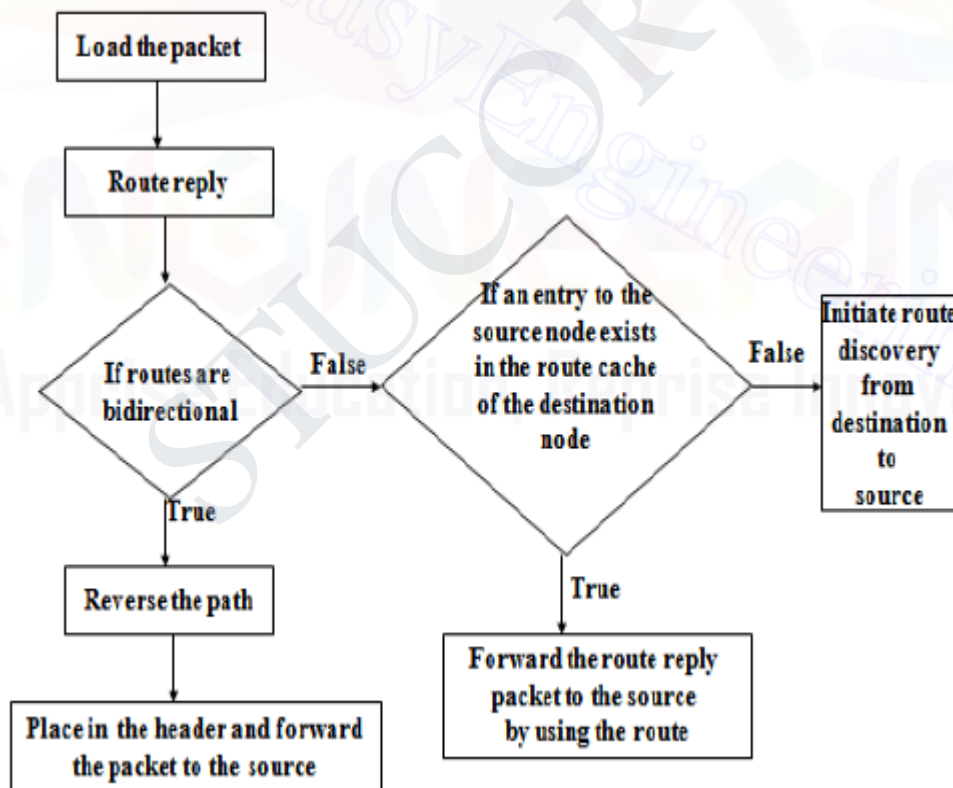 Load the packet
Route reply
If routes are
bidirectional
False
If an entry to the
source node exists
in the route cache
of the destination
node
False
Initiate route
discovery
from
destination
to
source
True
Reverse the path
Place in the header and forward
the packet to the source
True
Forward the route reply
packet to the source
by using the route
STUCOR